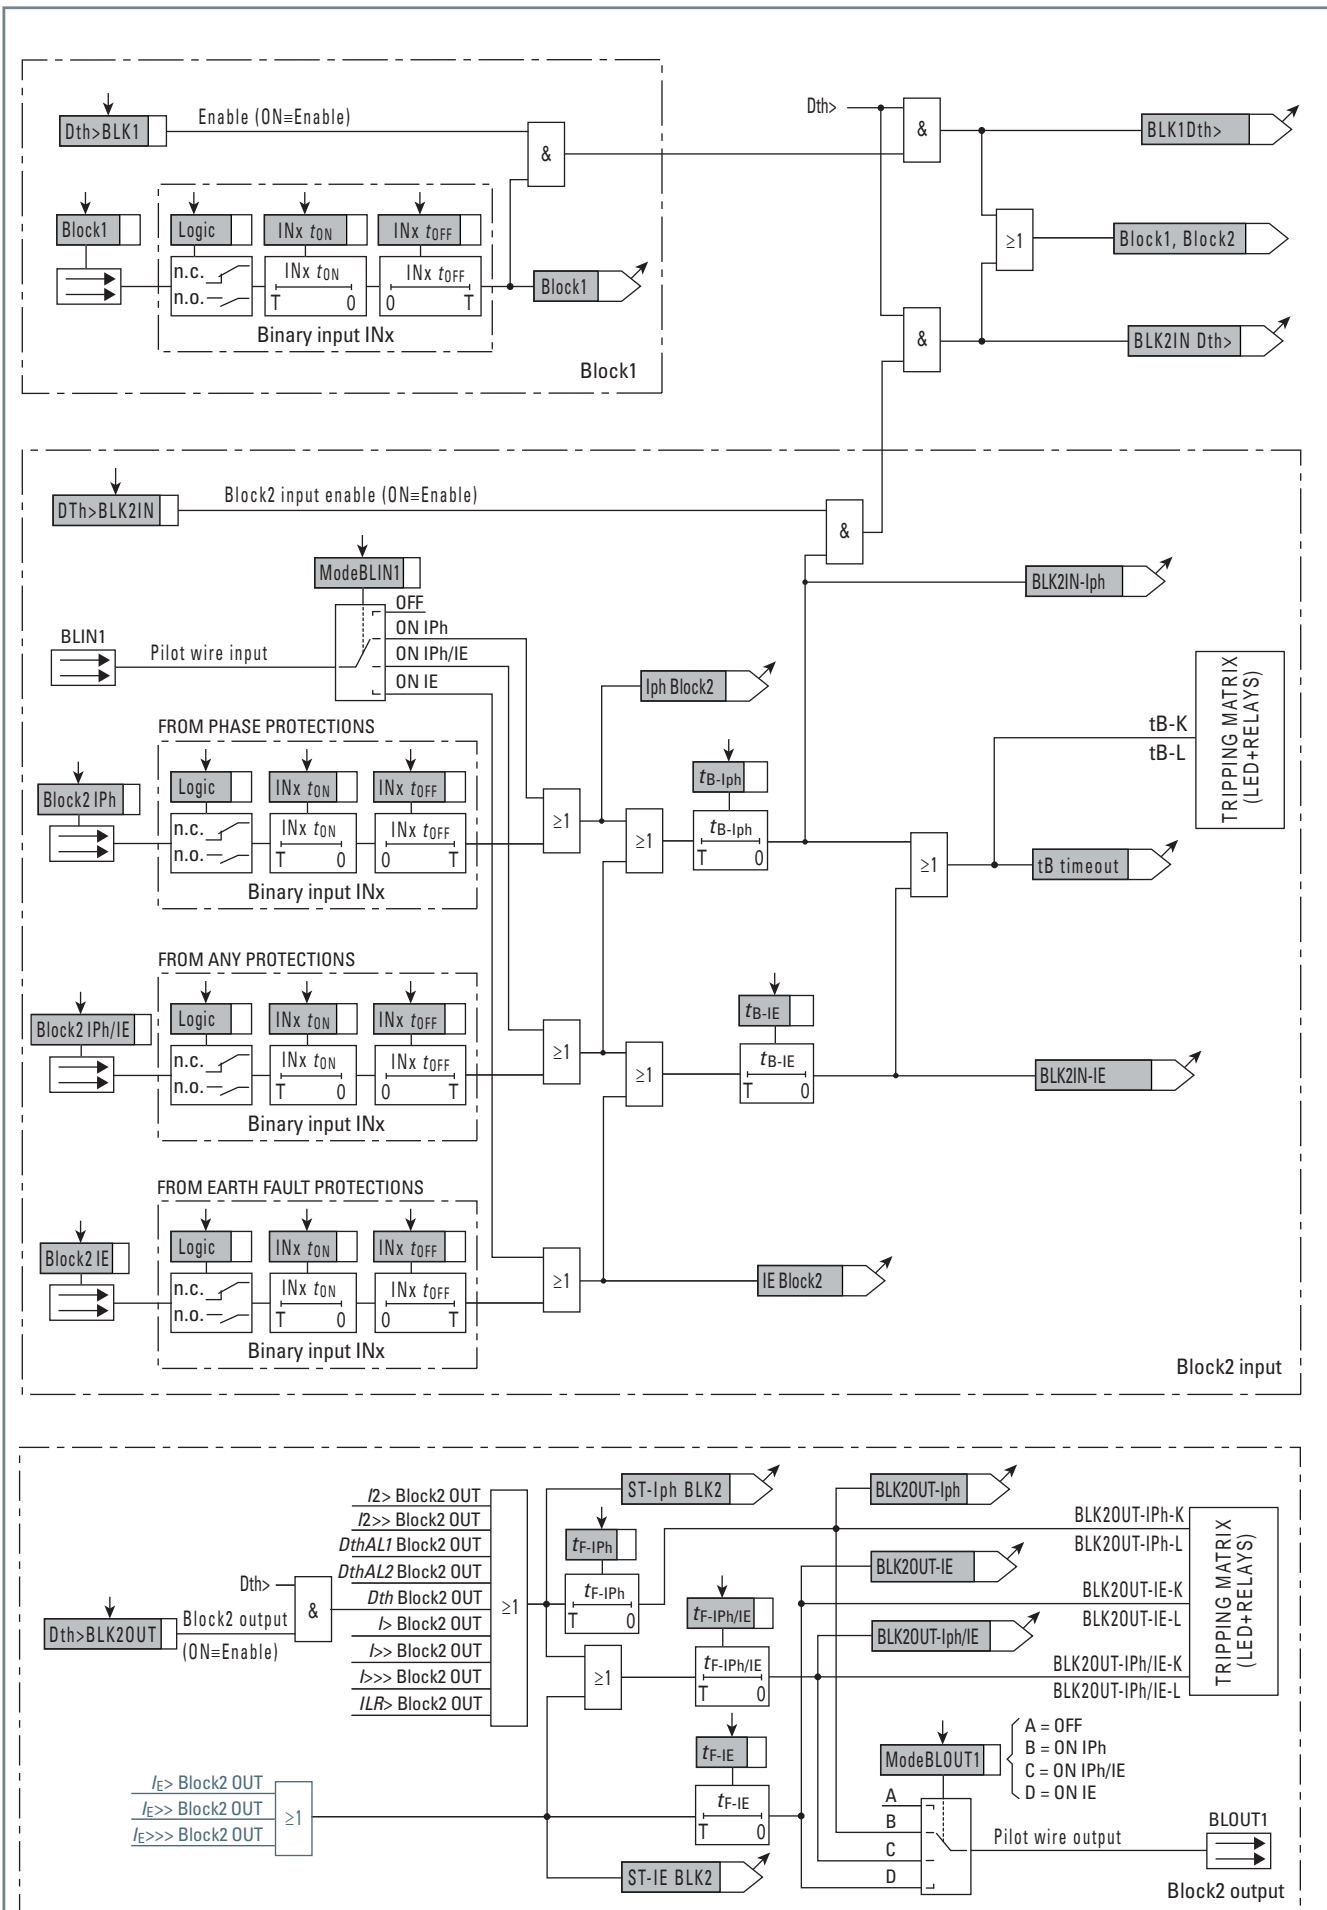 Dth>BLK1
Enable (ON≡Enable)
&
Dth>
&
BLK1Dth>
Block1
Logic
INx tON
INx tOFF
n.c.
n.o.
INx tON
T 0
INx tOFF
0 T
Binary input INx
Block1
Block1
≥1
Block1, Block2
&
BLK2IN Dth>
DTh>BLK2IN
Block2 input enable (ON≡Enable)
&
ModeBLIN1
BLK2IN-Iph
OFF
ON IPh
ON IPh/IE
ON IE
BLIN1
Pilot wire input
Iph Block2
TRIPPING MATRIX
(LED+RELAYS)
tB-K
tB-L
FROM PHASE PROTECTIONS
Block2 IPh
Logic
INx tON
INx tOFF
n.c.
n.o.
INx tON
T 0
INx tOFF
0 T
Binary input INx
≥1
≥1
tB-Iph
tB-Iph
T 0
≥1
tB timeout
FROM ANY PROTECTIONS
Block2 IPh/IE
Logic
INx tON
INx tOFF
n.c.
n.o.
INx tON
T 0
INx tOFF
0 T
Binary input INx
≥1
≥1
tB-IE
tB-IE
T 0
BLK2IN-IE
FROM EARTH FAULT PROTECTIONS
Block2 IE
Logic
INx tON
INx tOFF
n.c.
n.o.
INx tON
T 0
INx tOFF
0 T
Binary input INx
≥1
IE Block2
Block2 input
I2> Block2 OUT
I2>> Block2 OUT
DthAL1 Block2 OUT
DthAL2 Block2 OUT
Dth Block2 OUT
I> Block2 OUT
I>> Block2 OUT
I>>> Block2 OUT
ILR> Block2 OUT
≥1
Dth>
&
Dth>BLK2OUT
Block2 output
(ON≡Enable)
ST-Iph BLK2
tF-IPh
tF-IPh
T 0
BLK2OUT-Iph
BLK2OUT-IE
BLK2OUT-Iph/IE
≥1
tF-IPh/IE
tF-IPh/IE
T 0
BLK2OUT-IPh-K
BLK2OUT-IPh-L
BLK2OUT-IE-K
BLK2OUT-IE-L
BLK2OUT-IPh/IE-K
BLK2OUT-IPh/IE-L
TRIPPING MATRIX
(LED+RELAYS)
IE> Block2 OUT
IE>> Block2 OUT
IE>>> Block2 OUT
≥1
tF-IE
tF-IE
T 0
ST-IE BLK2
ModeBLOUT1
A = OFF
B = ON IPh
C = ON IPh/IE
D = ON IE
A
B
C
D
Pilot wire output
BLOUT1
Block2 output